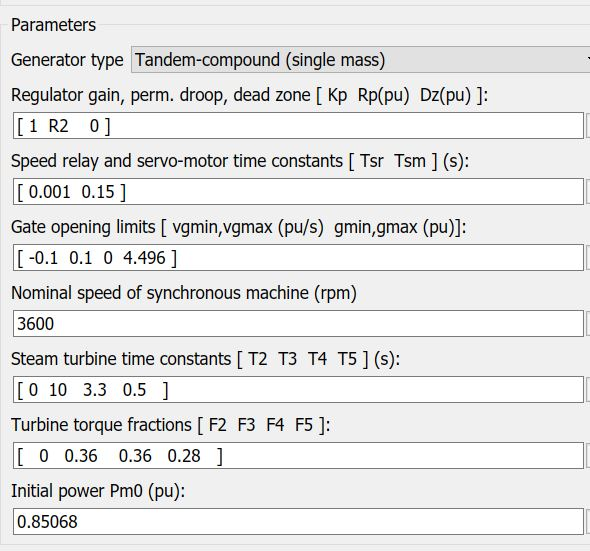 Parameters
Generator type Tandem-compound (single mass)
Regulator gain, perm. droop, dead zone [ Kp Rp(pu) Dz(pu) ]:
[ 1 R2 0 ]
Speed relay and servo-motor time constants [ Tsr Tsm ] (s):
[ 0.001 0.15 ]
Gate opening limits [ vgmin,vgmax (pu/s) gmin,gmax (pu)]:
[ -0.1 0.1 0 4.496 ]
Nominal speed of synchronous machine (rpm)
3600
Steam turbine time constants [ T2 T3 T4 T5 ] (s):
[ 0 10 3.3 0.5 ]
Turbine torque fractions [ F2 F3 F4 F5 ]:
[ 0 0.36 0.36 0.28 ]
Initial power Pm0 (pu):
0.85068